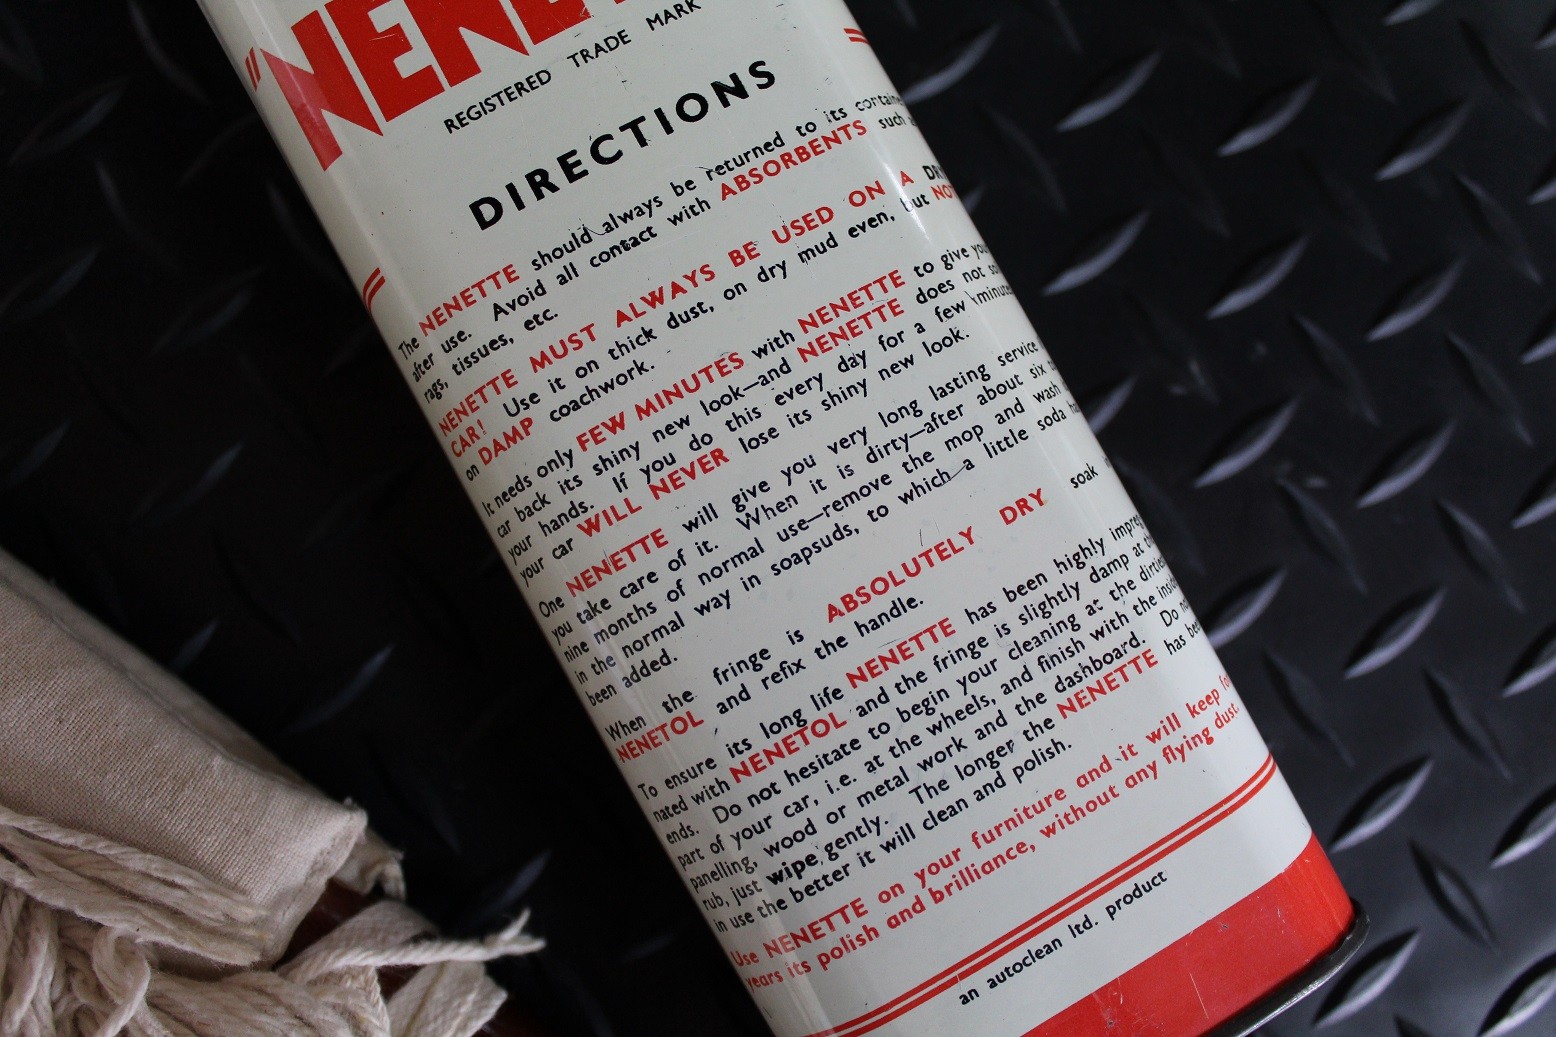 "NENE
REGISTERED TRADE MARK
DIRECTIONS
The NENETTE should always be returned to its
after use. Avoid all contact with ABSORBENTS such
rags, tissues, etc.
NENETTE MUST ALWAYS BE USED ON A DRY
CAR! Use it on thick dust, on dry mud even, but
on DAMP coachwork.
It needs only FEW MINUTES with NENETTE to give your
car back its shiny new look—and NENETTE does not
your hands. If you do this every day for a few minutes
your car WILL NEVER lose its shiny new look.
One NENETTE will give you very long lasting service
you take care of it. When it is dirty—after about six
nine months of normal use—remove the mop and wash
in the normal way in soapsuds, to which a little soda
been added.
When the fringe is ABSOLUTELY DRY soak
NENETOL and refix the handle.
To ensure its long life NENETTE has been highly impreg
nated with NENETOL and the fringe is slightly damp at
ends. Do not hesitate to begin your cleaning at the
part of your car, i.e. at the wheels, and finish with the
panelling, wood or metal work and the dashboard. Do
rub, just wipe gently. The longer the NENETTE has
in use the better it will clean and polish.
Use NENETTE on your furniture and it will keep
years its polish and brilliance, without any flying dust.
an autoclean ltd. product